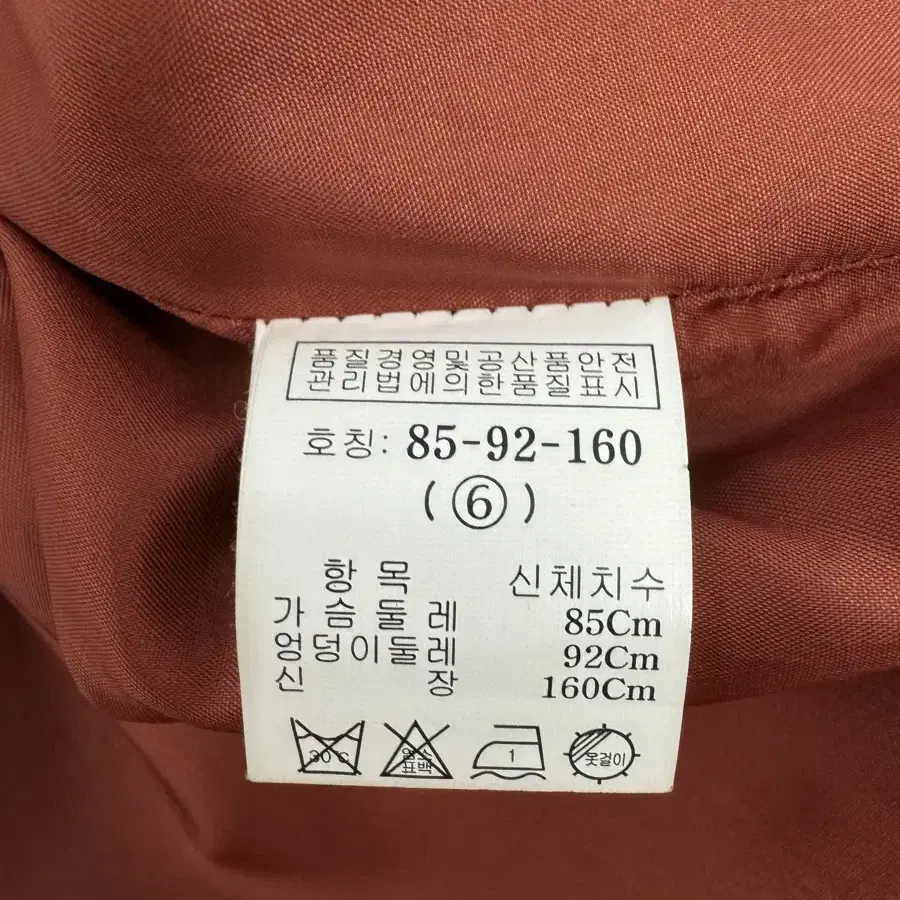 품질경영및공산품안전
관리법에의한품질표시
호칭: 85-92-160
(⑥)
항목 신체치수
가슴둘레 85Cm
엉덩이둘레 92Cm
신장 160Cm
30℃ 염소표백 1 옷걸이